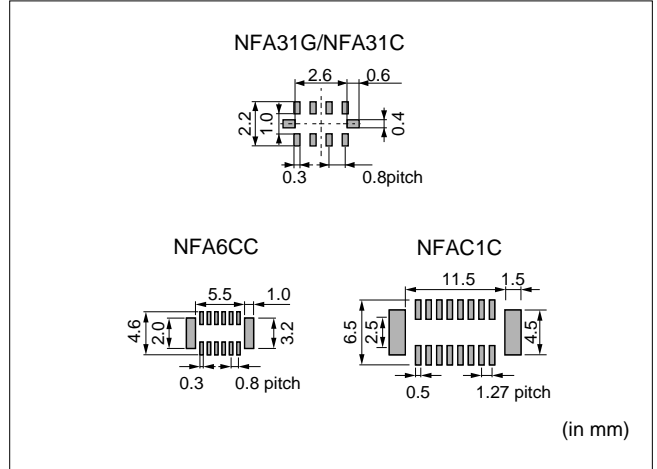 NFA31G/NFA31C
2.6 0.6
2.2
1.0
0.4
0.3 0.8pitch
NFA6CC
5.5 1.0
4.6
2.0
3.2
0.3 0.8 pitch
NFAC1C
11.5 1.5
6.5
2.5
4.5
0.5 1.27 pitch
(in mm)